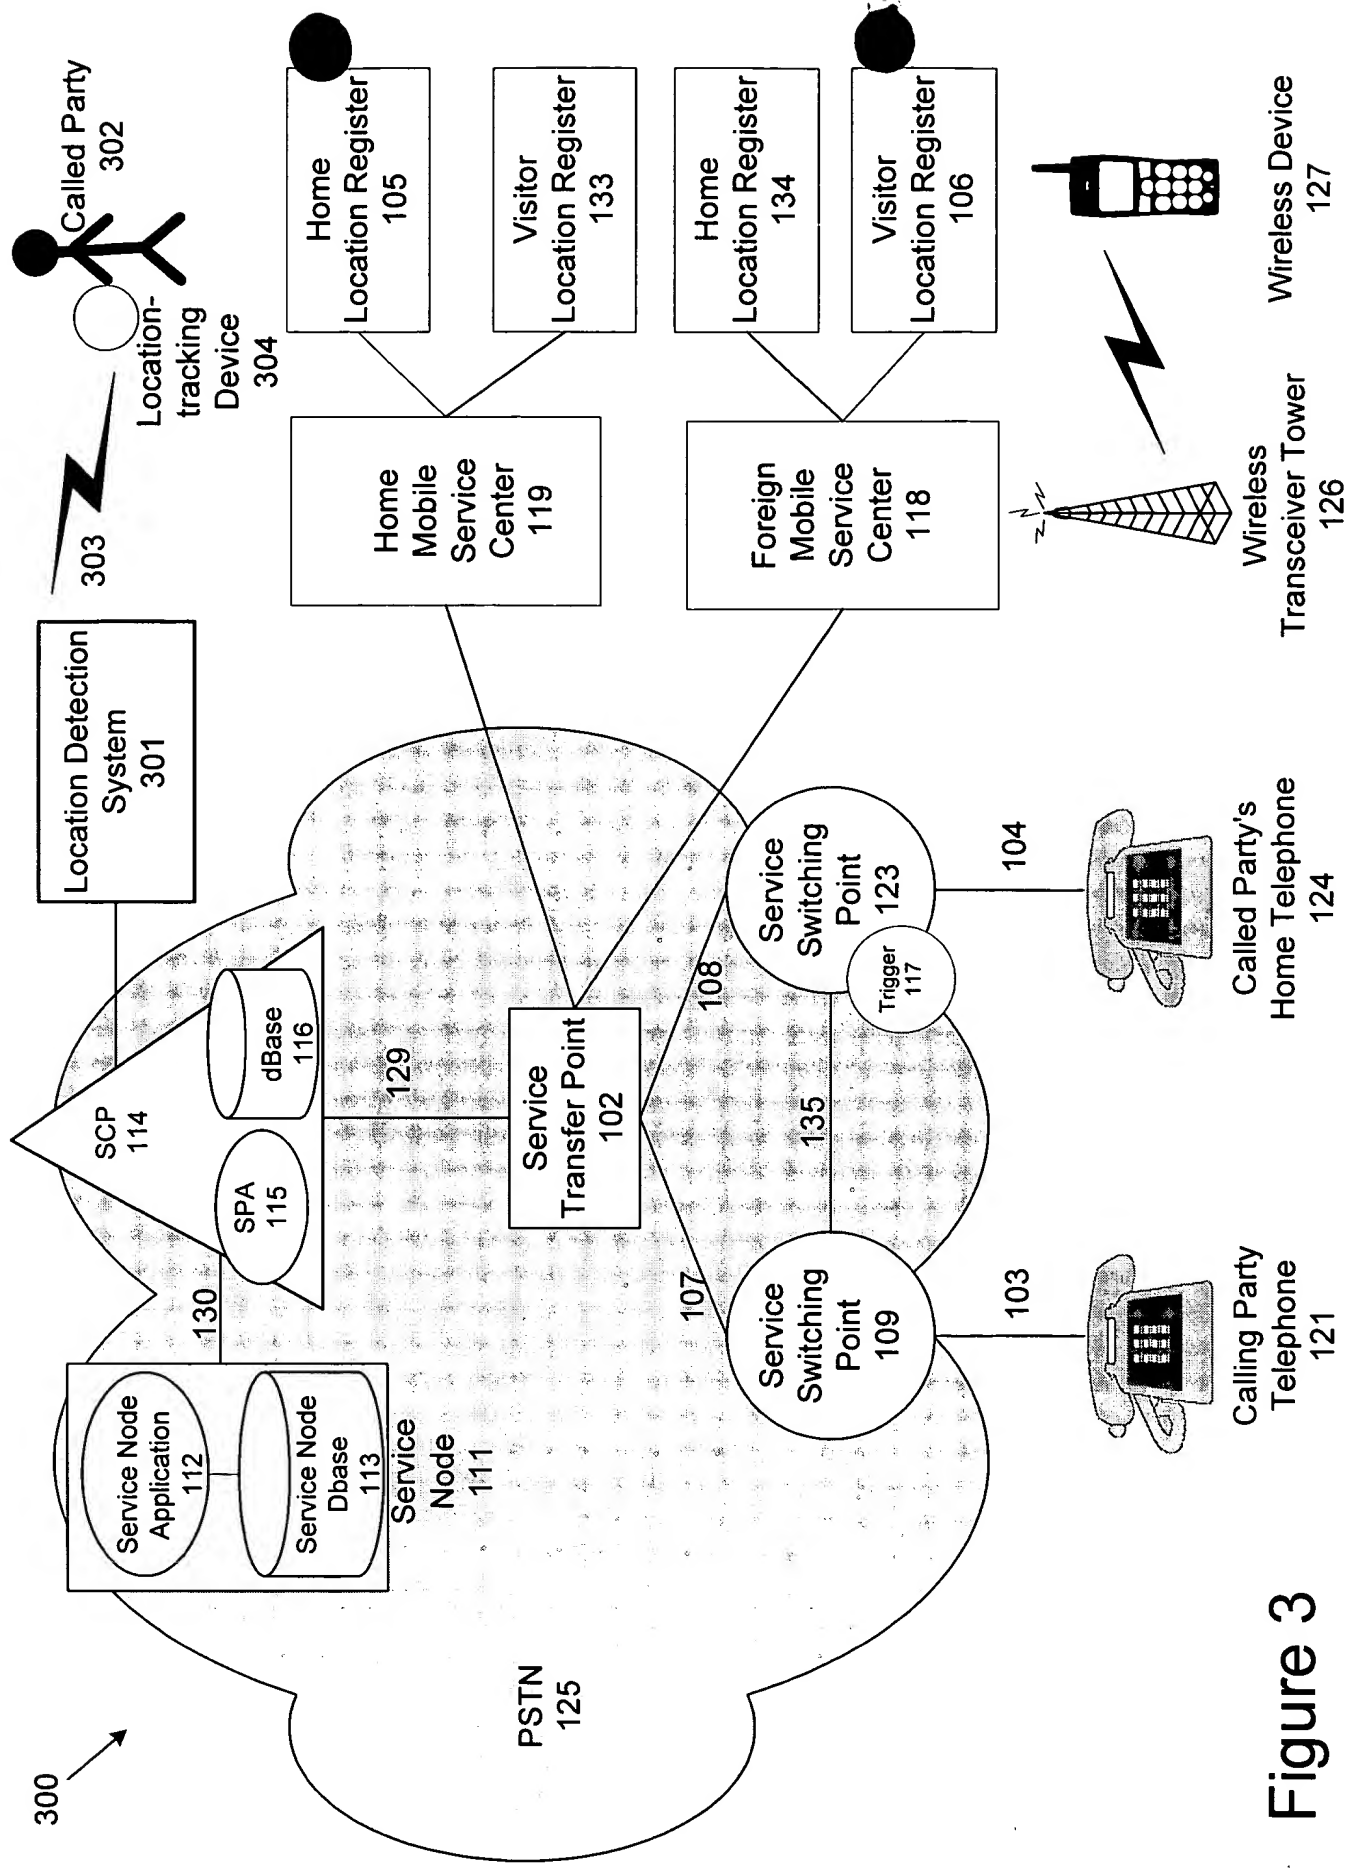 300
PSTN
125
Service Node
Application
112
Service Node
Dbase
113
Service
Node
111
130
SCP
114
SPA
115
dBase
116
129
Service
Transfer Point
102
107
108
135
Service
Switching
Point
109
Service
Switching
Point
123
Trigger
117
103
104
Calling Party
Telephone
121
Called Party's
Home Telephone
124
Location Detection
System
301
303
Location-
tracking
Device
304
Called Party
302
Home
Mobile
Service
Center
119
Foreign
Mobile
Service
Center
118
Home
Location Register
105
Visitor
Location Register
133
Home
Location Register
134
Visitor
Location Register
106
Wireless
Transceiver Tower
126
Wireless Device
127
Figure 3